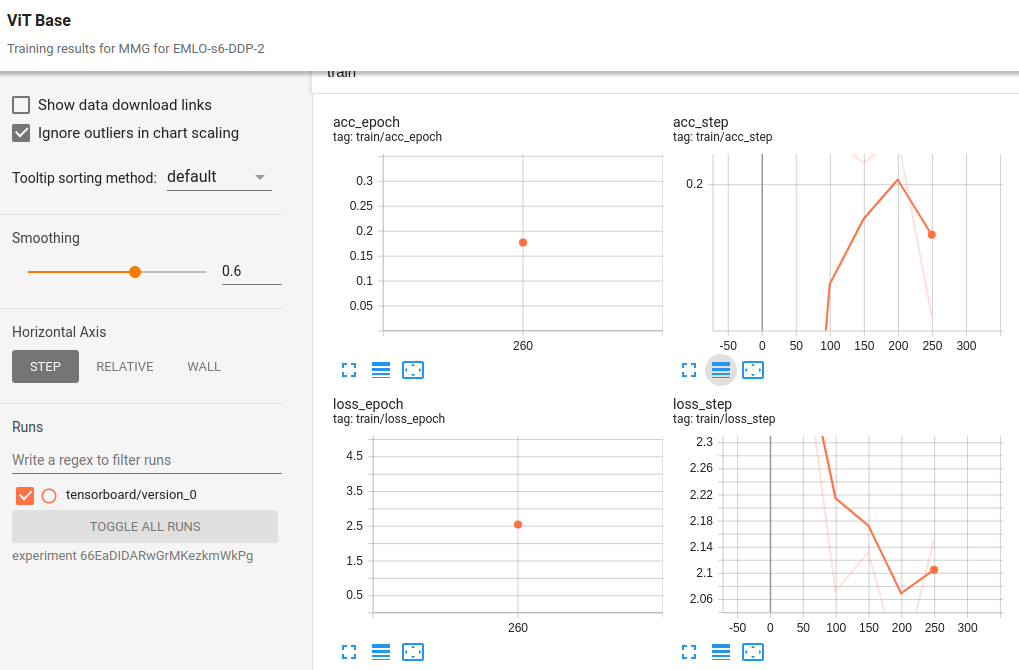 ViT Base
Training results for MMG for EMLO-s6-DDP-2
train
Show data download links
Ignore outliers in chart scaling
Tooltip sorting method: default
Smoothing
0.6
Horizontal Axis
STEP RELATIVE WALL
Runs
Write a regex to filter runs
tensorboard/version_0
TOGGLE ALL RUNS
experiment 66EaDIDARwGrMKezkmWkPg
acc_epoch
tag: train/acc_epoch
0.3
0.25
0.2
0.15
0.1
0.05
260
acc_step
tag: train/acc_step
0.2
-50 0 50 100 150 200 250 300
loss_epoch
tag: train/loss_epoch
4.5
3.5
2.5
1.5
0.5
260
loss_step
tag: train/loss_step
2.3
2.26
2.22
2.18
2.14
2.1
2.06
-50 0 50 100 150 200 250 300